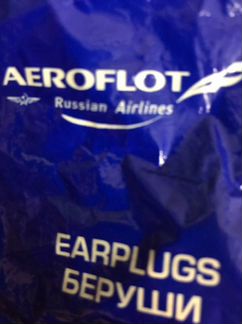 AEROFLOT
Russian Airlines
EARPLUGS
БЕРУШИ